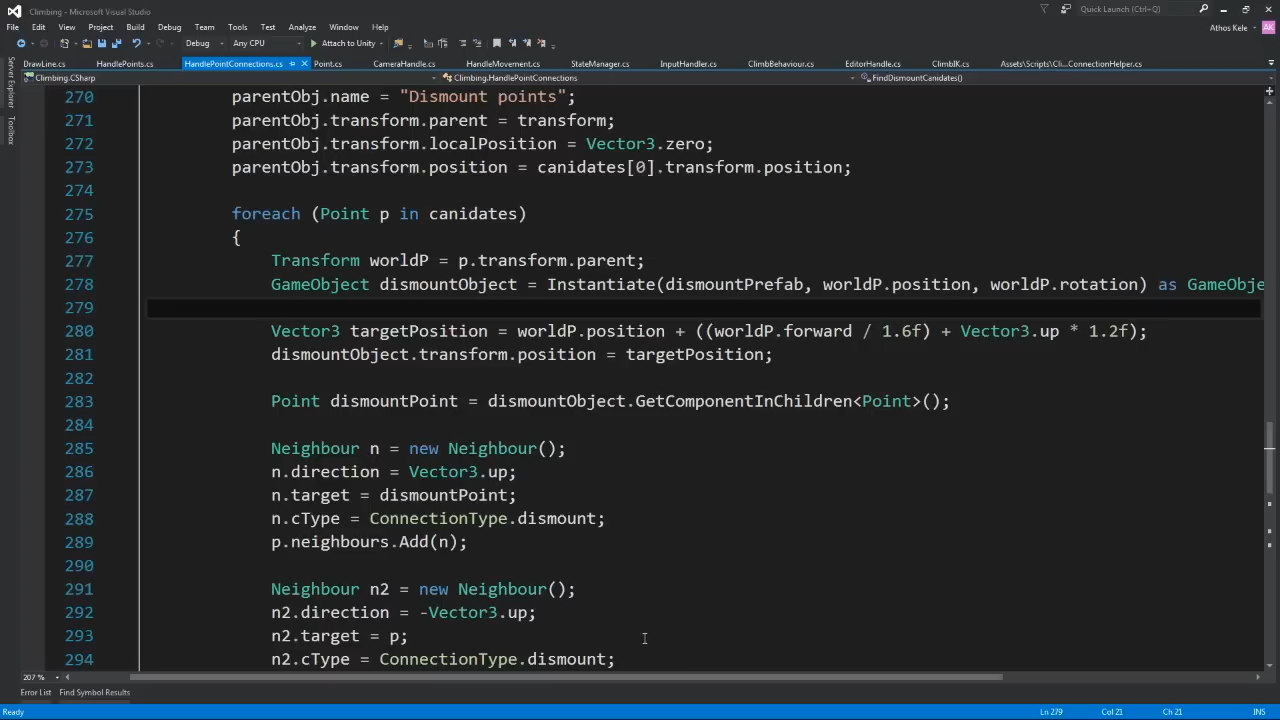 Climbing - Microsoft Visual Studio
Quick Launch (Ctrl+Q)
File Edit View Project Build Debug Team Tools Test Analyze Window Help
Athos Kele
AK
Debug Any CPU Attach to Unity
DrawLine.cs HandlePoints.cs HandlePointConnections.cs Point.cs CameraHandle.cs HandleMovement.cs StateManager.cs InputHandler.cs ClimbBehaviour.cs EditorHandle.cs ClimbIK.cs Assets\Scripts\Cli...ConnectionHelper.cs
Climbing.CSharp Climbing.HandlePointConnections FindDismountCanidates()
Server Explorer
Toolbox
270 parentObj.name = "Dismount points";
271 parentObj.transform.parent = transform;
272 parentObj.transform.localPosition = Vector3.zero;
273 parentObj.transform.position = canidates[0].transform.position;
274
275 foreach (Point p in canidates)
276 {
277 Transform worldP = p.transform.parent;
278 GameObject dismountObject = Instantiate(dismountPrefab, worldP.position, worldP.rotation) as GameObje
279
280 Vector3 targetPosition = worldP.position + ((worldP.forward / 1.6f) + Vector3.up * 1.2f);
281 dismountObject.transform.position = targetPosition;
282
283 Point dismountPoint = dismountObject.GetComponentInChildren<Point>();
284
285 Neighbour n = new Neighbour();
286 n.direction = Vector3.up;
287 n.target = dismountPoint;
288 n.cType = ConnectionType.dismount;
289 p.neighbours.Add(n);
290
291 Neighbour n2 = new Neighbour();
292 n2.direction = -Vector3.up;
293 n2.target = p;
294 n2.cType = ConnectionType.dismount;
207 %
Error List Find Symbol Results
Ready Ln 279 Col 21 Ch 21 INS